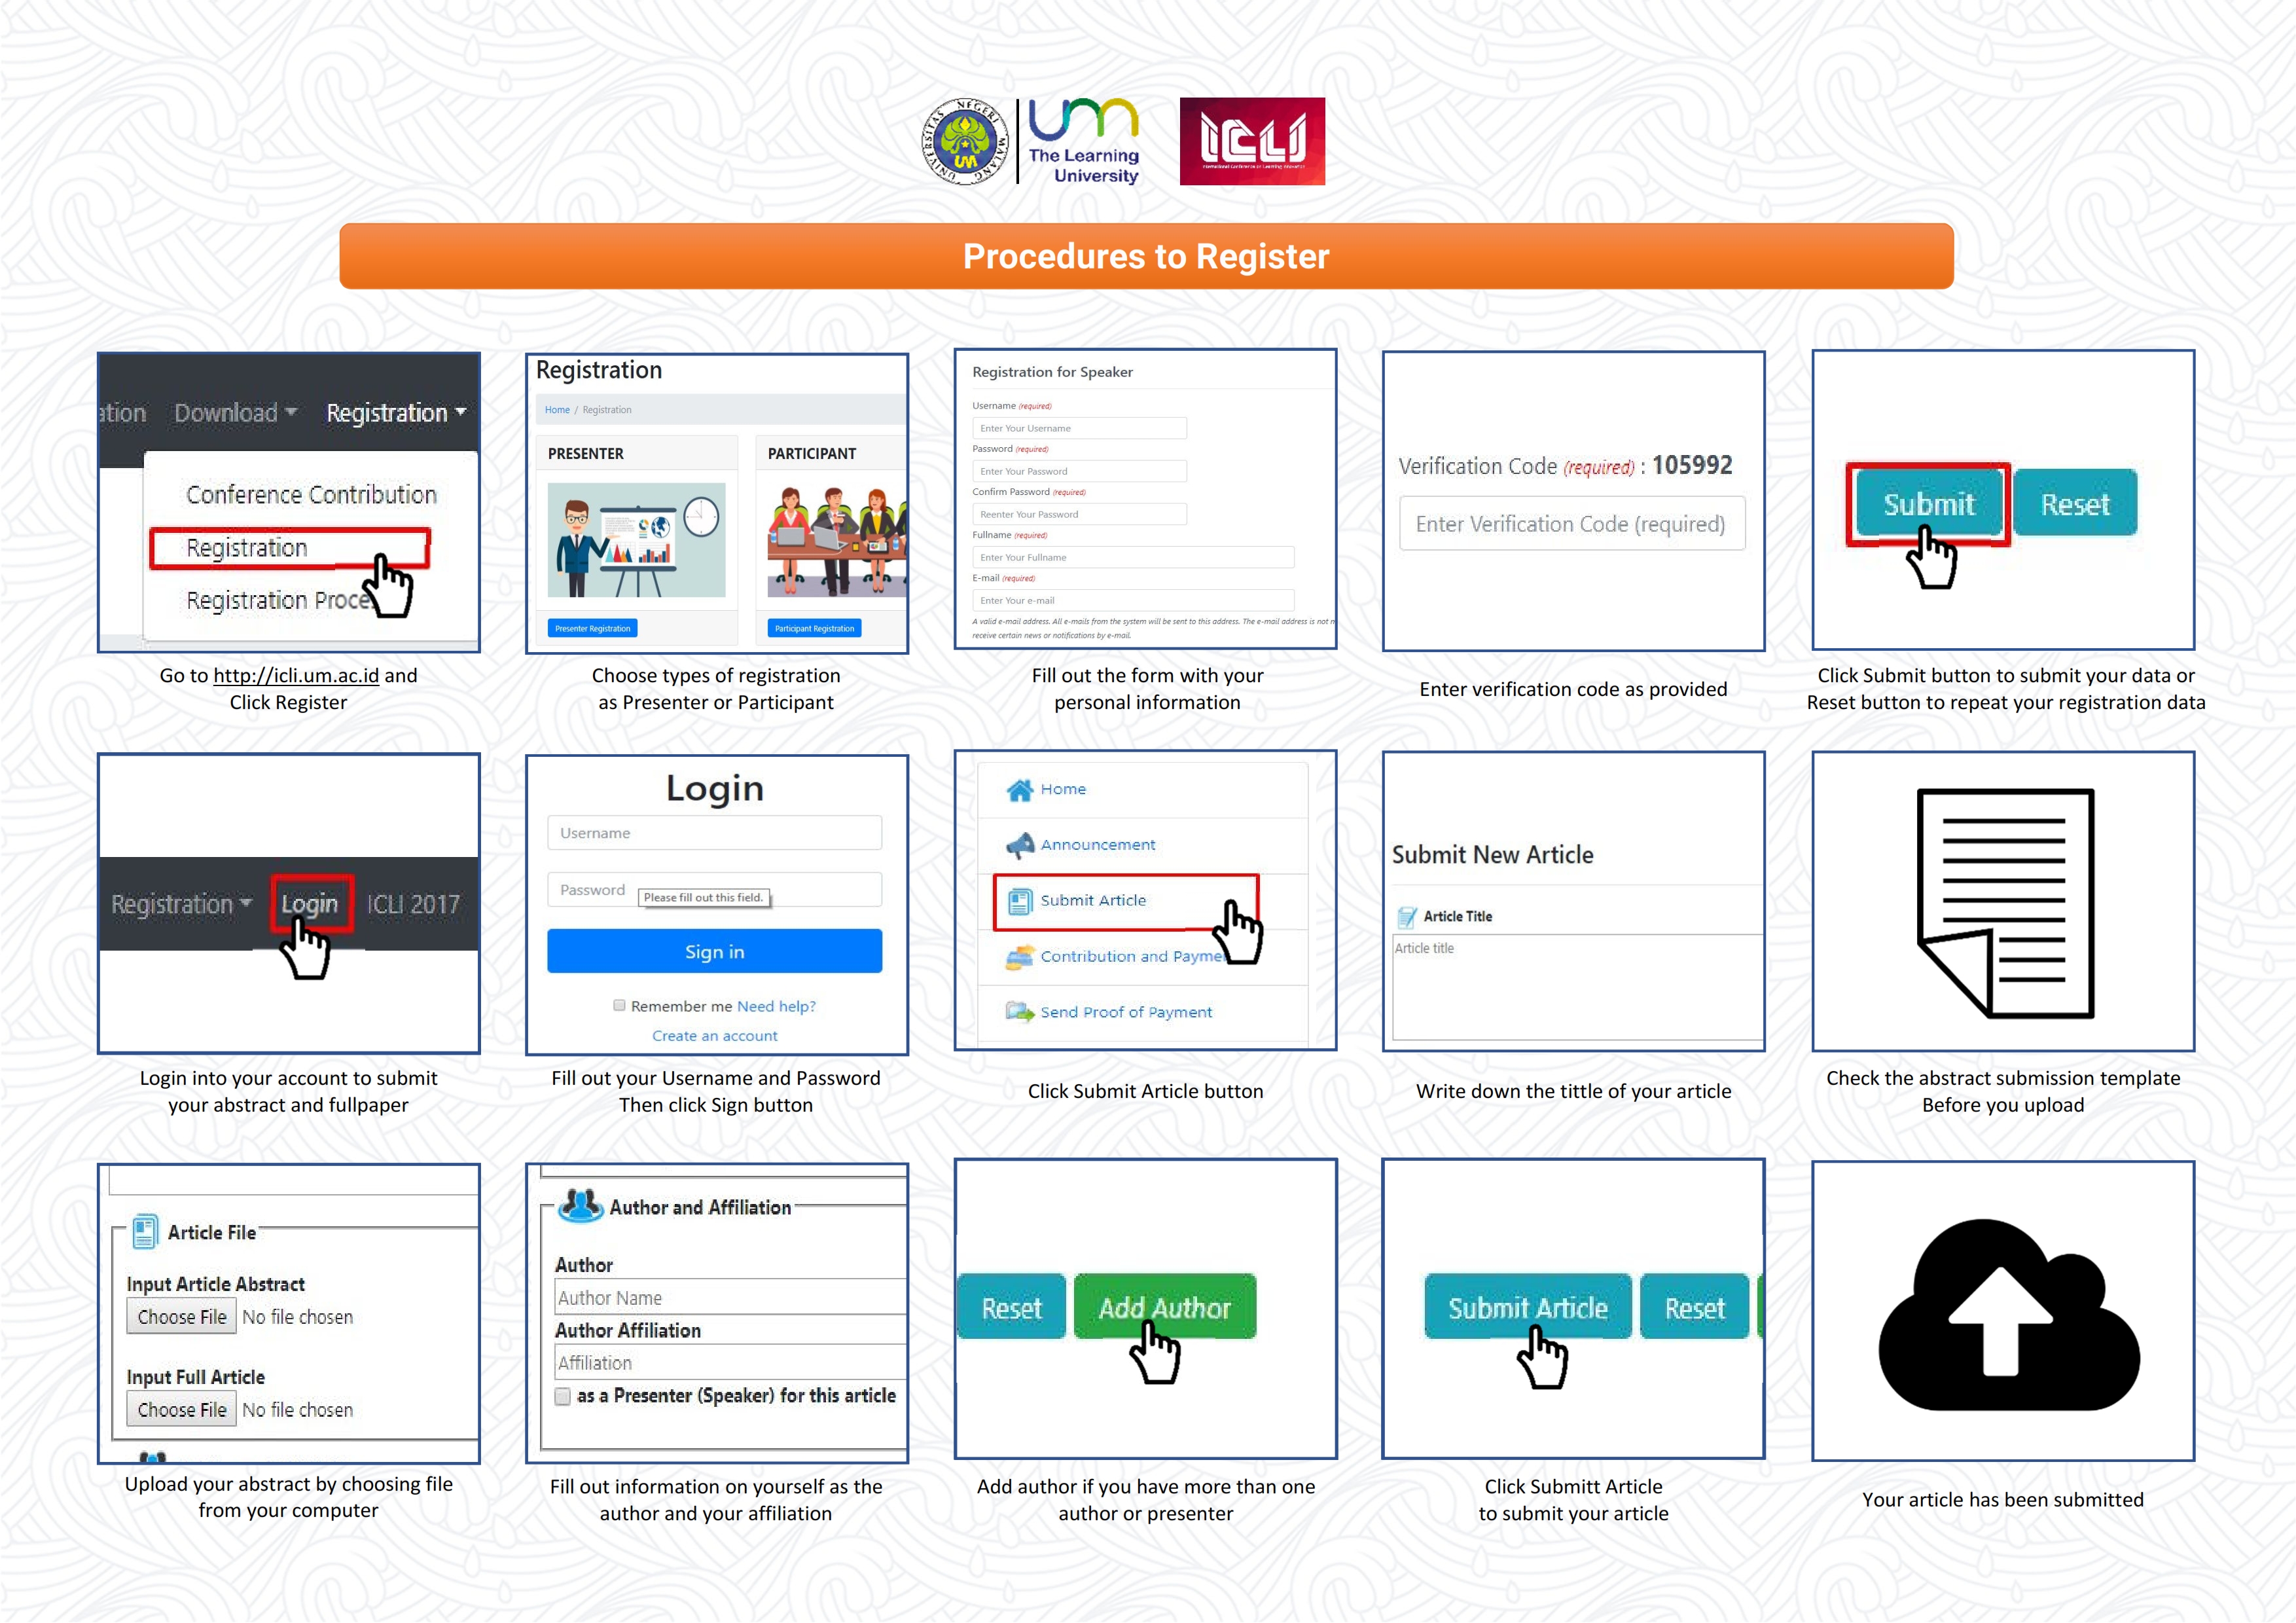 UNIVERSITAS NEGERI MALANG
UM
um
The Learning
University
ICLI
International Conference on Learning Innovation
Procedures to Register
ation Download Registration
Conference Contribution
Registration
Registration Proce
Go to http://icli.um.ac.id and
Click Register
Registration
Home / Registration
PRESENTER PARTICIPANT
Presenter Registration Participant Registration
Choose types of registration
as Presenter or Participant
Registration for Speaker
Username (required)
Enter Your Username
Password (required)
Enter Your Password
Confirm Password (required)
Reenter Your Password
Fullname (required)
Enter Your Fullname
E-mail (required)
Enter Your e-mail
A valid e-mail address. All e-mails from the system will be sent to this address. The e-mail address is not
receive certain news or notifications by e-mail.
Fill out the form with your
personal information
Verification Code (required) : 105992
Enter Verification Code (required)
Enter verification code as provided
Submit Reset
Click Submit button to submit your data or
Reset button to repeat your registration data
Registration Login ICLI 2017
Login into your account to submit
your abstract and fullpaper
Login
Username
Password
Please fill out this field.
Sign in
Remember me Need help?
Create an account
Fill out your Username and Password
Then click Sign button
Home
Announcement
Submit Article
Contribution and Payme
Send Proof of Payment
Click Submit Article button
Submit New Article
Article Title
Article title
Write down the tittle of your article
Check the abstract submission template
Before you upload
Article File
Input Article Abstract
Choose File No file chosen
Input Full Article
Choose File No file chosen
Upload your abstract by choosing file
from your computer
Author and Affiliation
Author
Author Name
Author Affiliation
Affiliation
as a Presenter (Speaker) for this article
Fill out information on yourself as the
author and your affiliation
Reset Add Author
Add author if you have more than one
author or presenter
Submit Article Reset
Click Submitt Article
to submit your article
Your article has been submitted